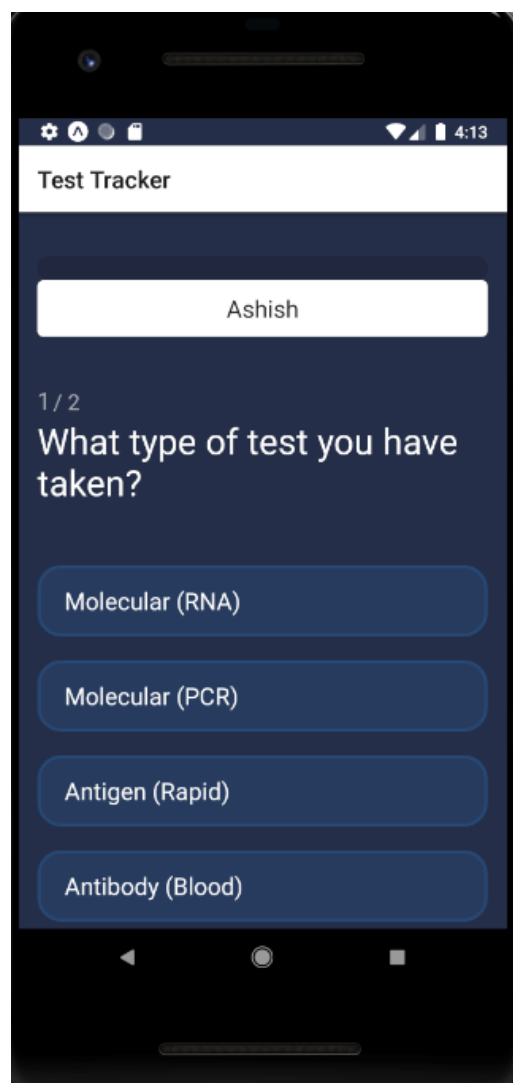 4:13
Test Tracker
Ashish
1 / 2
What type of test you have
taken?
Molecular (RNA)
Molecular (PCR)
Antigen (Rapid)
Antibody (Blood)